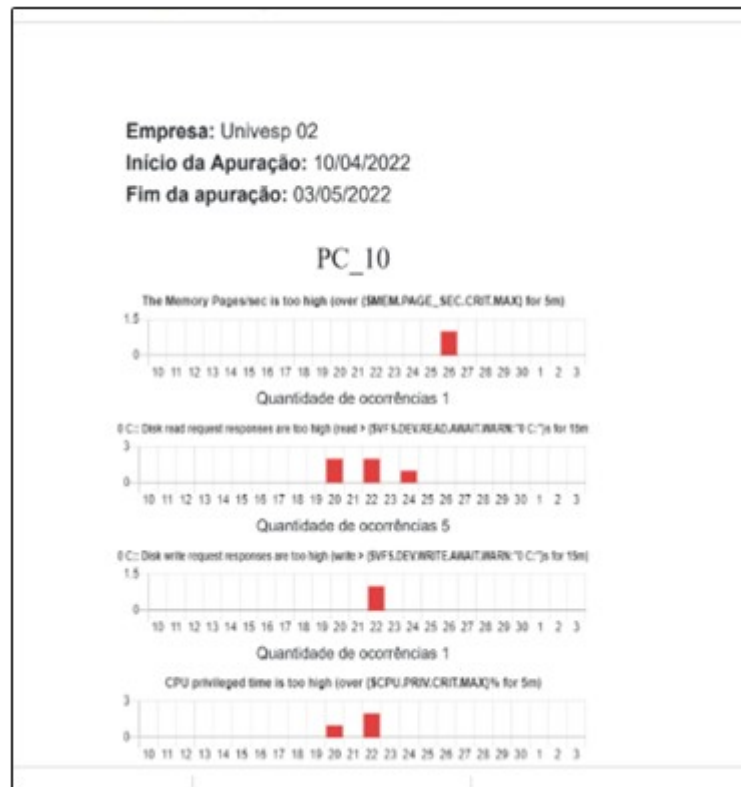 Empresa: Univesp 02
Início da Apuração: 10/04/2022
Fim da apuração: 03/05/2022
PC_10
The Memory Pages/sec is too high (over {$MEM.PAGE_SEC.CRIT.MAX} for 5m)
1.5
0
10 11 12 13 14 15 16 17 18 19 20 21 22 23 24 25 26 27 28 29 30 1 2 3
Quantidade de ocorrências 1
0 C:: Disk read request responses are too high (read > {$VFS.DEV.READ.AWAIT.WARN:"0 C:"}s for 15m
3
0
10 11 12 13 14 15 16 17 18 19 20 21 22 23 24 25 26 27 28 29 30 1 2 3
Quantidade de ocorrências 5
0 C:: Disk write request responses are too high (write > {$VFS.DEV.WRITE.AWAIT.WARN:"0 C:"}s for 15m)
1.5
0
10 11 12 13 14 15 16 17 18 19 20 21 22 23 24 25 26 27 28 29 30 1 2 3
Quantidade de ocorrências 1
CPU privileged time is too high (over {$CPU.PRIV.CRIT.MAX}% for 5m)
3
0
10 11 12 13 14 15 16 17 18 19 20 21 22 23 24 25 26 27 28 29 30 1 2 3